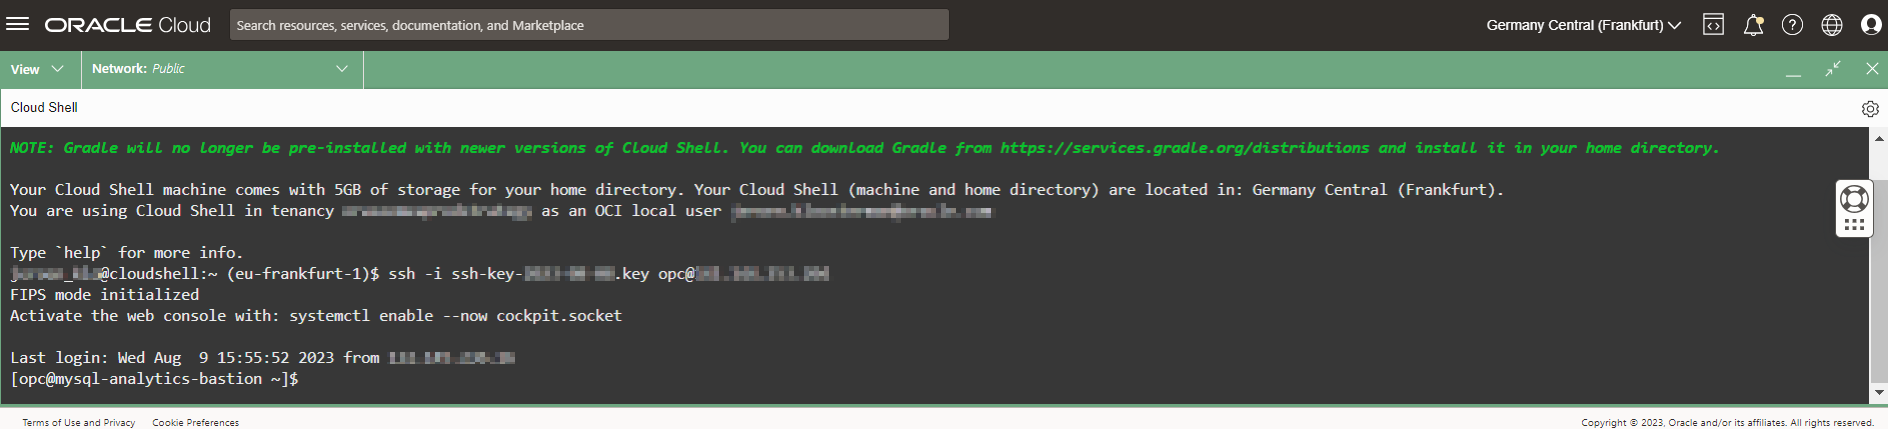 ORACLE Cloud
Search resources, services, documentation, and Marketplace
Germany Central (Frankfurt)
View
Network: Public
Cloud Shell
NOTE: Gradle will no longer be pre-installed with newer versions of Cloud Shell. You can download Gradle from https://services.gradle.org/distributions and install it in your home directory.
Your Cloud Shell machine comes with 5GB of storage for your home directory. Your Cloud Shell (machine and home directory) are located in: Germany Central (Frankfurt).
You are using Cloud Shell in tenancy as an OCI local user
Type `help` for more info.
@cloudshell:~ (eu-frankfurt-1)$ ssh -i ssh-key-.key opc@
FIPS mode initialized
Activate the web console with: systemctl enable --now cockpit.socket
Last login: Wed Aug  9 15:55:52 2023 from
[opc@mysql-analytics-bastion ~]$
Terms of Use and Privacy
Cookie Preferences
Copyright © 2023, Oracle and/or its affiliates. All rights reserved.